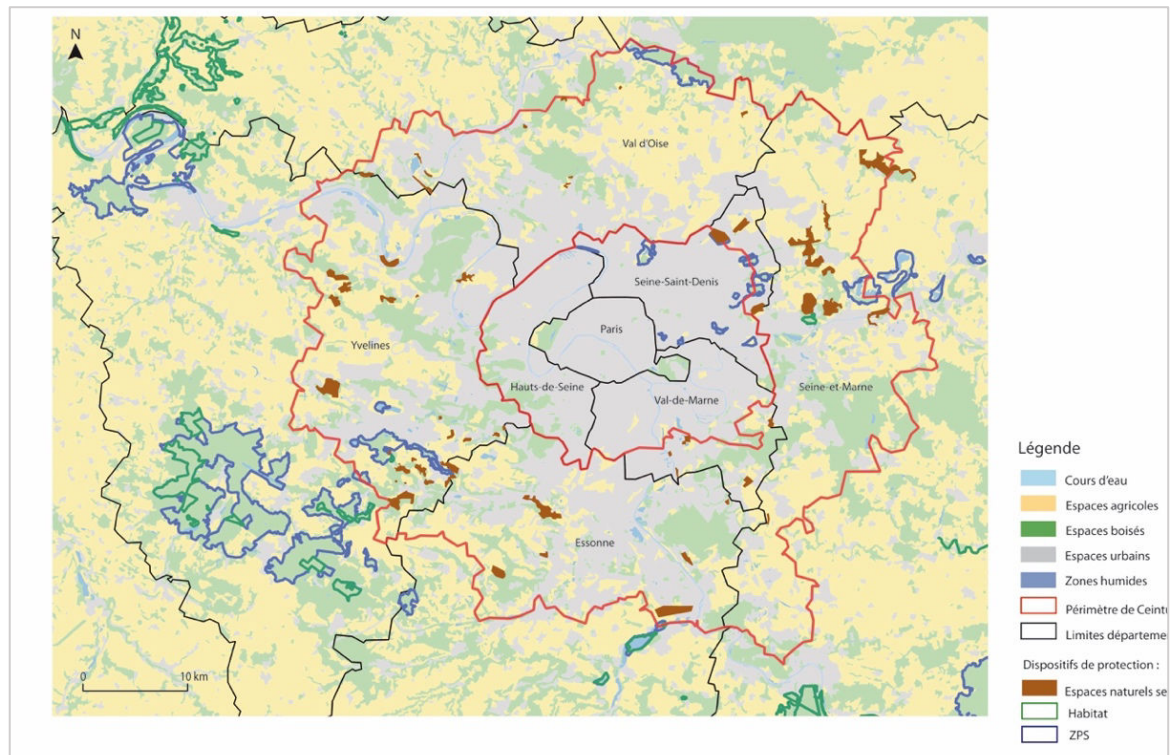 N
Val d'Oise
Seine-Saint-Denis
Paris
Yvelines
Hauts-de-Seine
Val-de-Marne
Seine-et-Marne
Essonne
0 10 km
Légende
Cours d'eau
Espaces agricoles
Espaces boisés
Espaces urbains
Zones humides
Périmètre de Ceint
Limites départeme
Dispositifs de protection :
Espaces naturels se
Habitat
ZPS